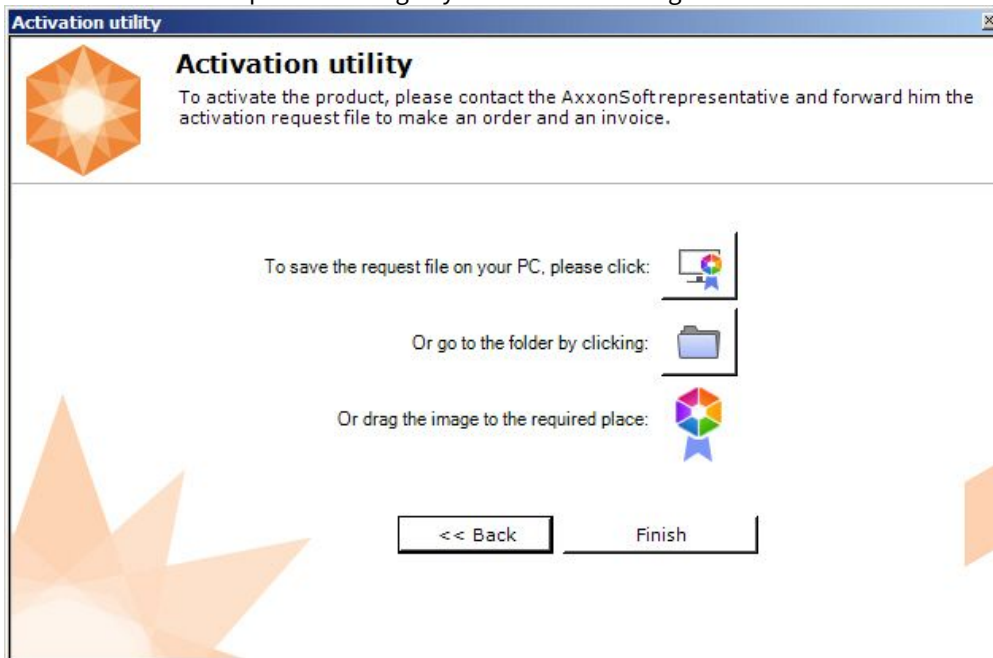 Activation utility
Activation utility
To activate the product, please contact the AxxonSoft representative and forward him the
activation request file to make an order and an invoice.
To save the request file on your PC, please click:
Or go to the folder by clicking:
Or drag the image to the required place:
<< Back
Finish